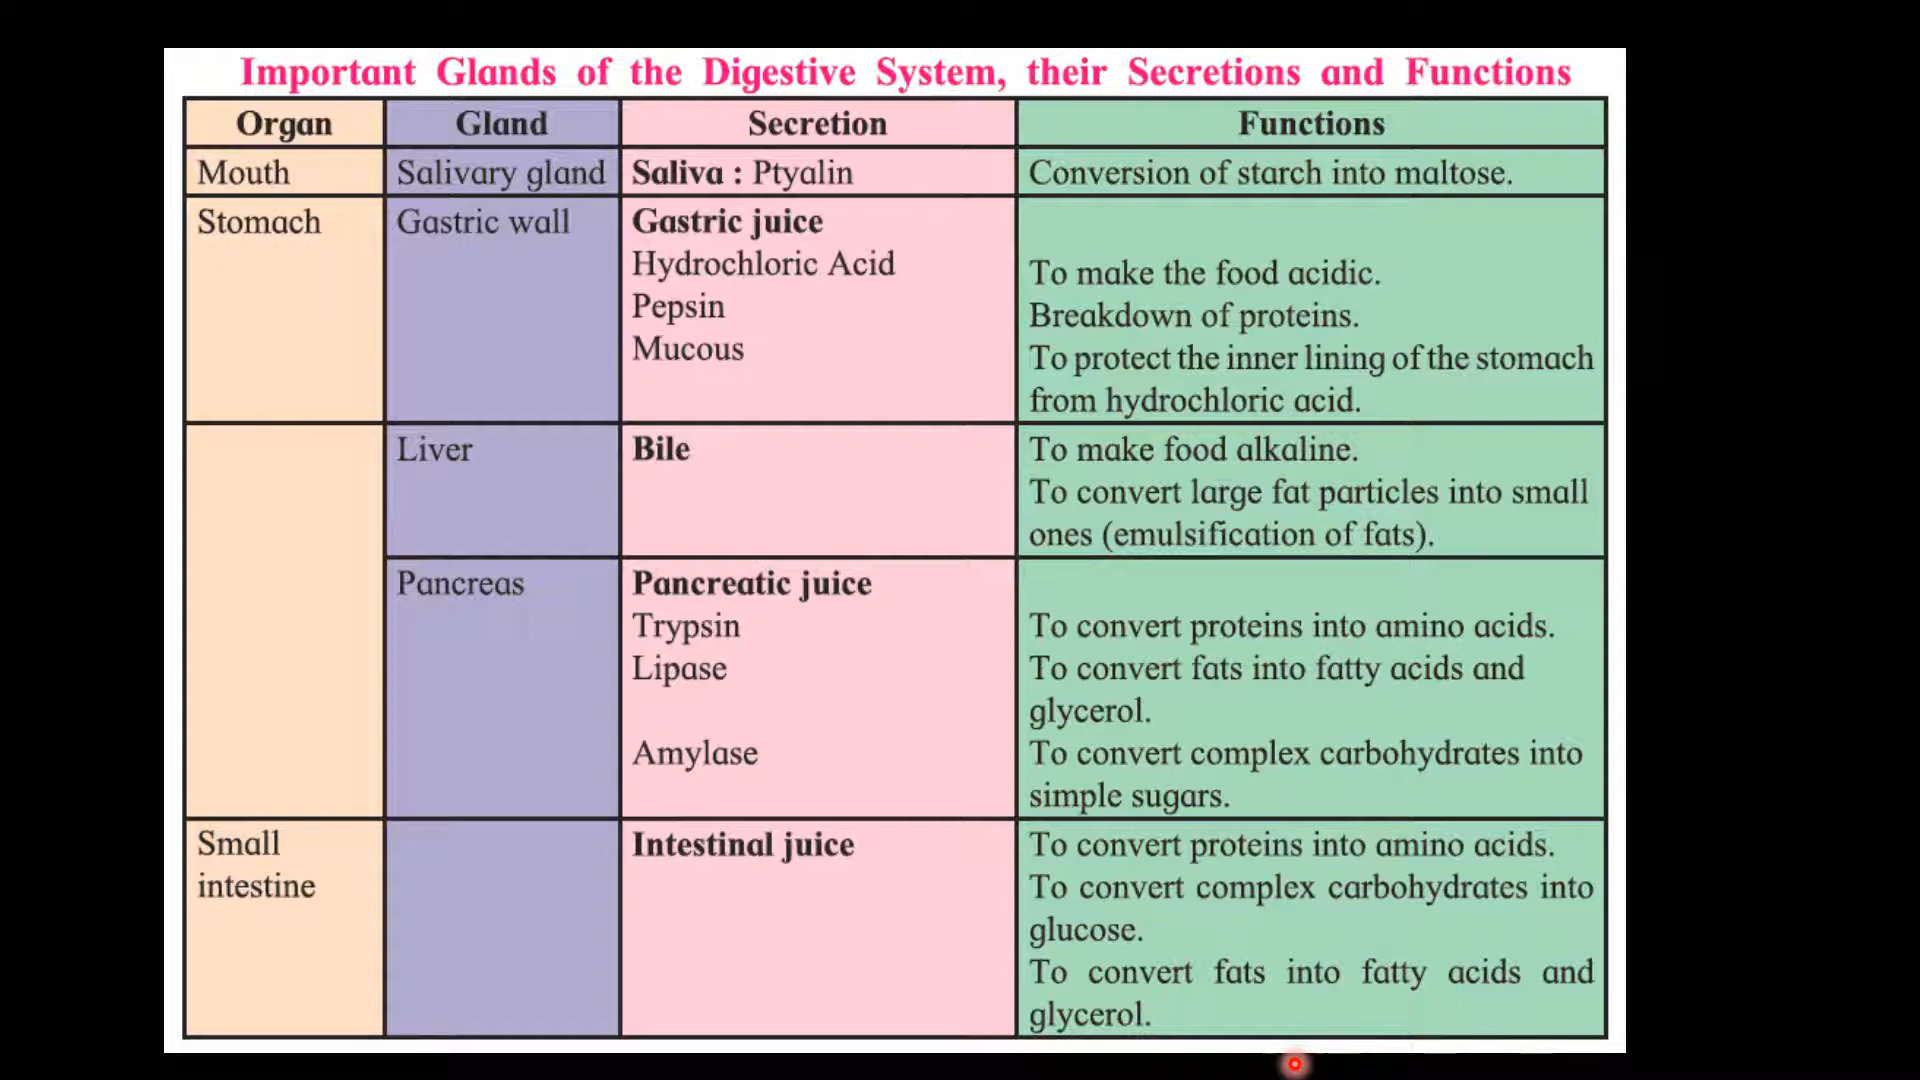 Important Glands of the Digestive System, their Secretions and Functions
Organ Gland Secretion Functions
Mouth Salivary gland Saliva : Ptyalin Conversion of starch into maltose.
Stomach Gastric wall Gastric juice
Hydrochloric Acid To make the food acidic.
Pepsin Breakdown of proteins.
Mucous To protect the inner lining of the stomach
from hydrochloric acid.
Liver Bile To make food alkaline.
To convert large fat particles into small
ones (emulsification of fats).
Pancreas Pancreatic juice
Trypsin To convert proteins into amino acids.
Lipase To convert fats into fatty acids and
glycerol.
Amylase To convert complex carbohydrates into
simple sugars.
Small Intestinal juice To convert proteins into amino acids.
intestine To convert complex carbohydrates into
glucose.
To convert fats into fatty acids and
glycerol.